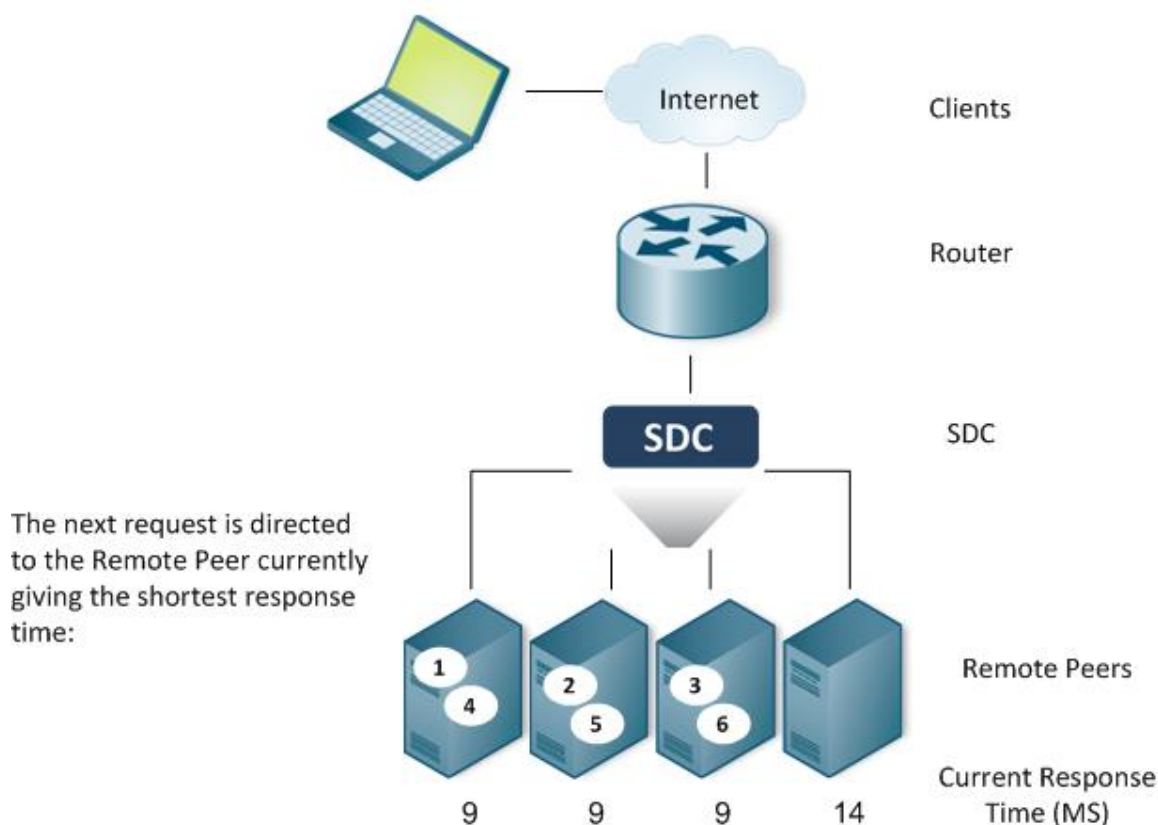 Internet
Clients
Router
SDC
SDC
The next request is directed
to the Remote Peer currently
giving the shortest response
time:
1
4
2
5
3
6
Remote Peers
9 9 9 14
Current Response
Time (MS)